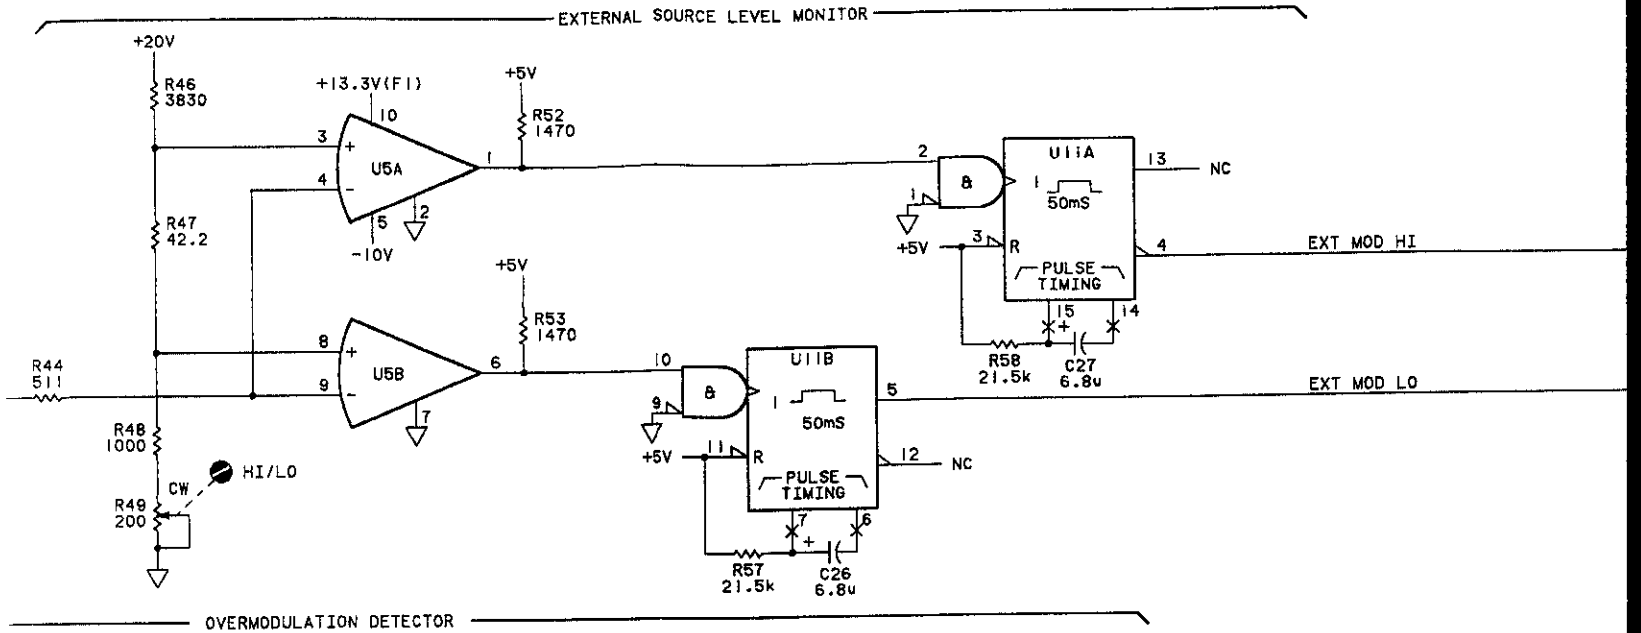 EXTERNAL SOURCE LEVEL MONITOR
+20V
R46
3830
+13.3V(F1)
10
3
+
U5A
4
-
1
2
5
-10V
+5V
R52
1470
R47
42.2
2
&
1
U11A
1
50mS
13
NC
+5V
3
R
4
EXT MOD HI
PULSE
TIMING
15
14
+
R58
21.5k
C27
6.8u
+5V
R53
1470
8
+
U5B
9
-
6
7
R44
511
10
&
9
U11B
1
50mS
5
EXT MOD LO
+5V
11
R
12
NC
PULSE
TIMING
7
6
+
R57
21.5k
C26
6.8u
R48
1000
HI/LO
CW
R49
200
OVERMODULATION DETECTOR